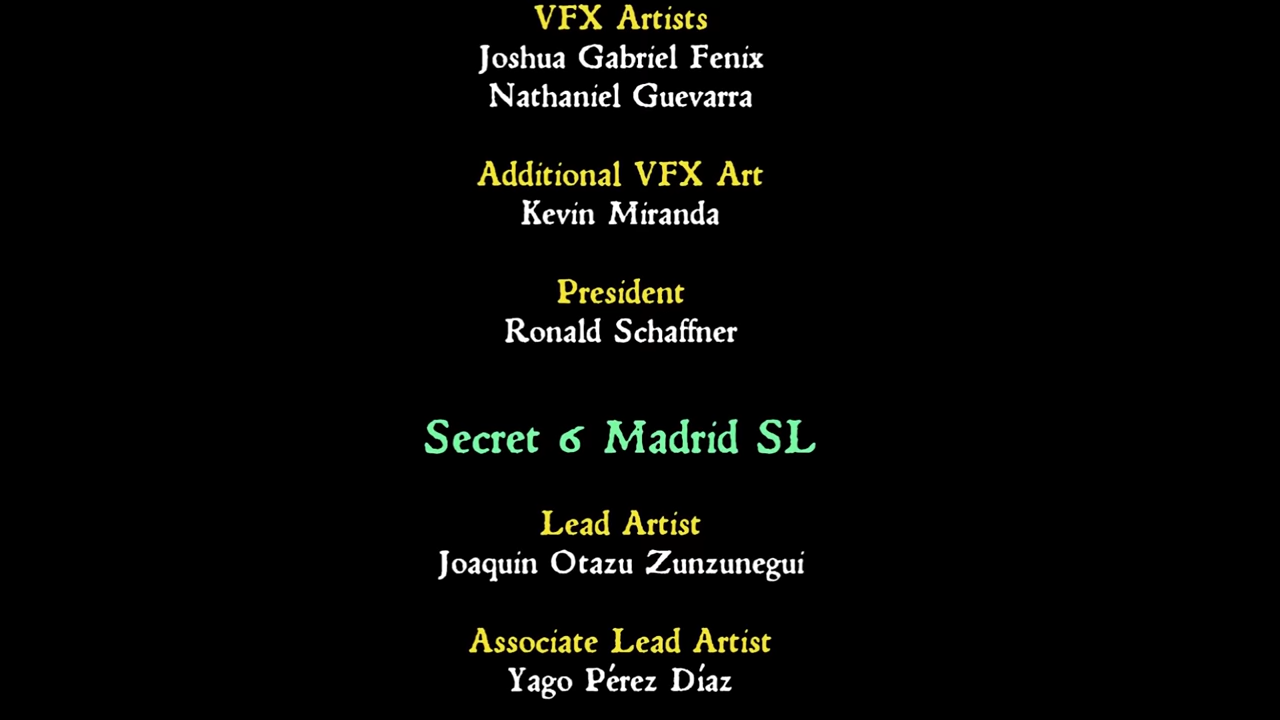 VFX Artists
Joshua Gabriel Fenix
Nathaniel Guevarra
Additional VFX Art
Kevin Miranda
President
Ronald Schaffner
Secret 6 Madrid SL
Lead Artist
Joaquin Otazu Zunzunegui
Associate Lead Artist
Yago Pérez Díaz